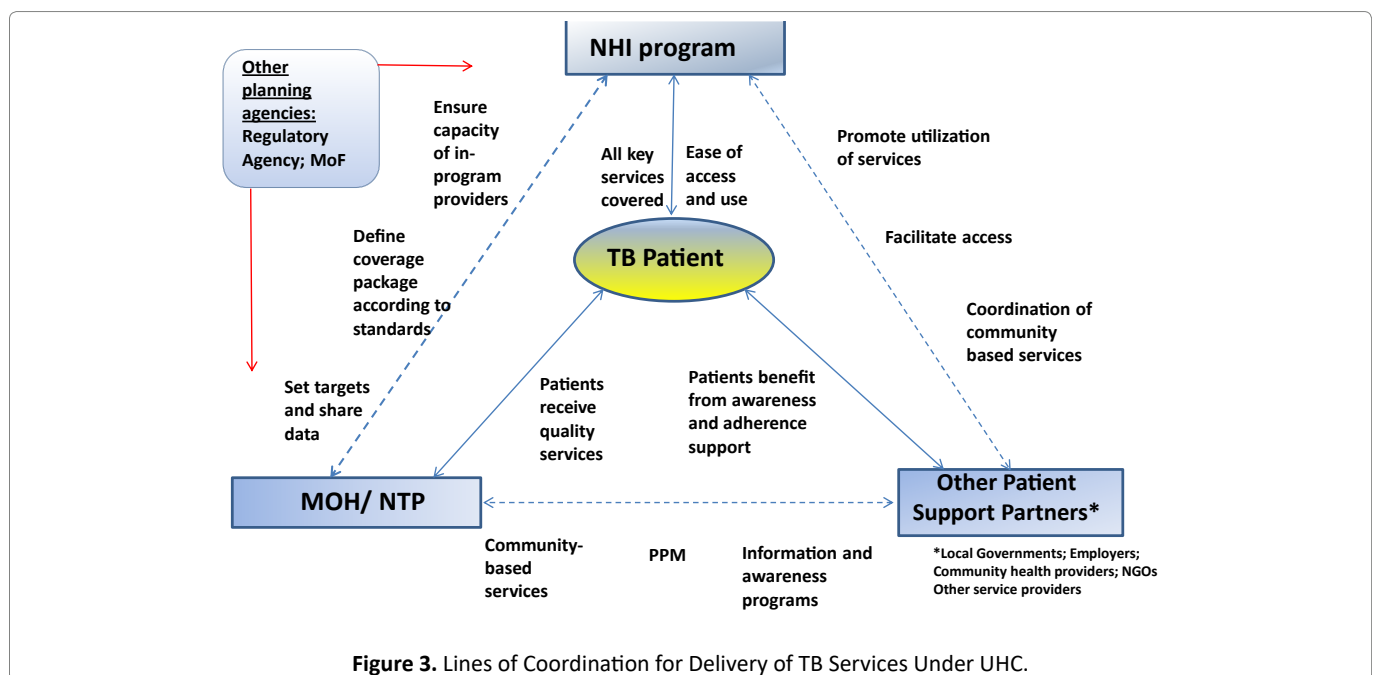 NHI program
Other
planning
agencies:
Regulatory
Agency; MoF
Ensure
capacity
of in-
program
providers
All key
services
covered
Ease of
access
and use
Promote utilization
of services
Define
coverage
package
according to
standards
TB Patient
Facilitate access
Coordination of
community
based services
Set targets
and share
data
Patients
receive
quality
services
Patients benefit
from awareness
and adherence
support
MOH/ NTP
Other Patient
Support Partners*
Community-
based
services
PPM
Information and
awareness
programs
*Local Governments; Employers;
Community health providers; NGOs
Other service providers
Figure 3. Lines of Coordination for Delivery of TB Services Under UHC.